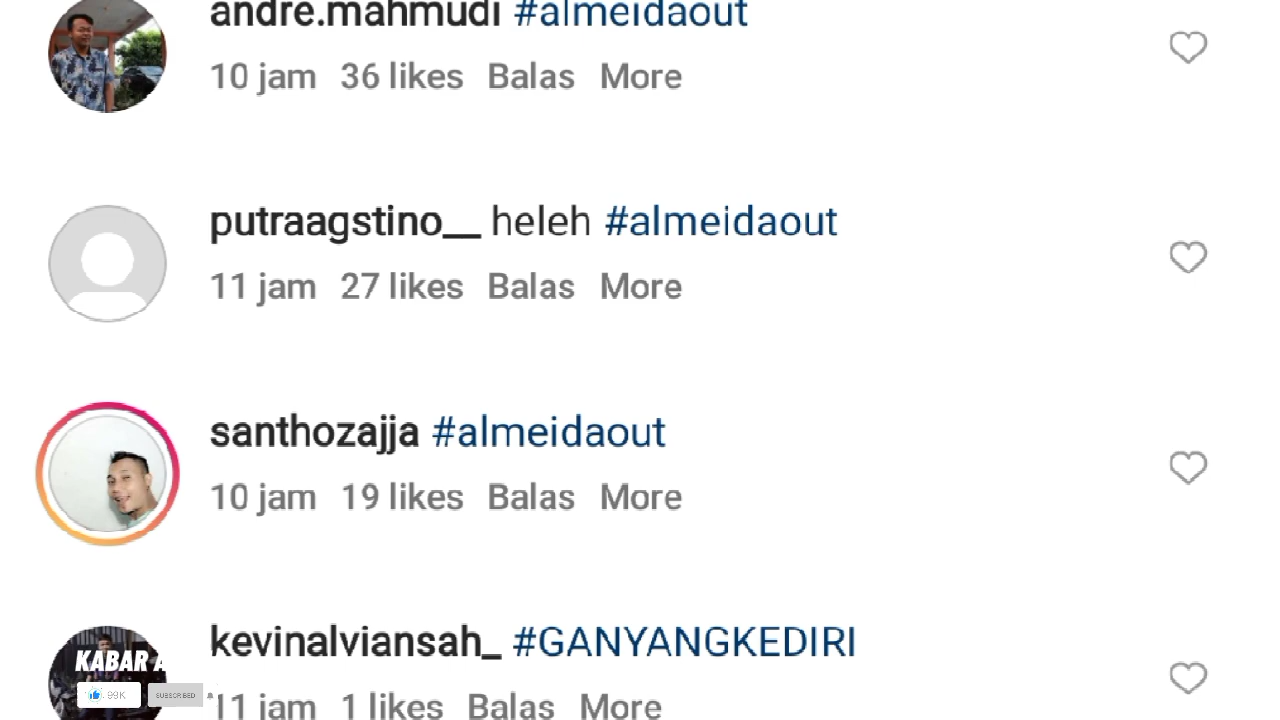 andre.mahmudi #almeidaout
10 jam 36 likes Balas More
putraagstino__ heleh #almeidaout
11 jam 27 likes Balas More
santhozajja #almeidaout
10 jam 19 likes Balas More
kevinalviansah_ #GANYANGKEDIRI
KABAR A
99K SUBSCRIBED
11 jam 1 likes Balas More